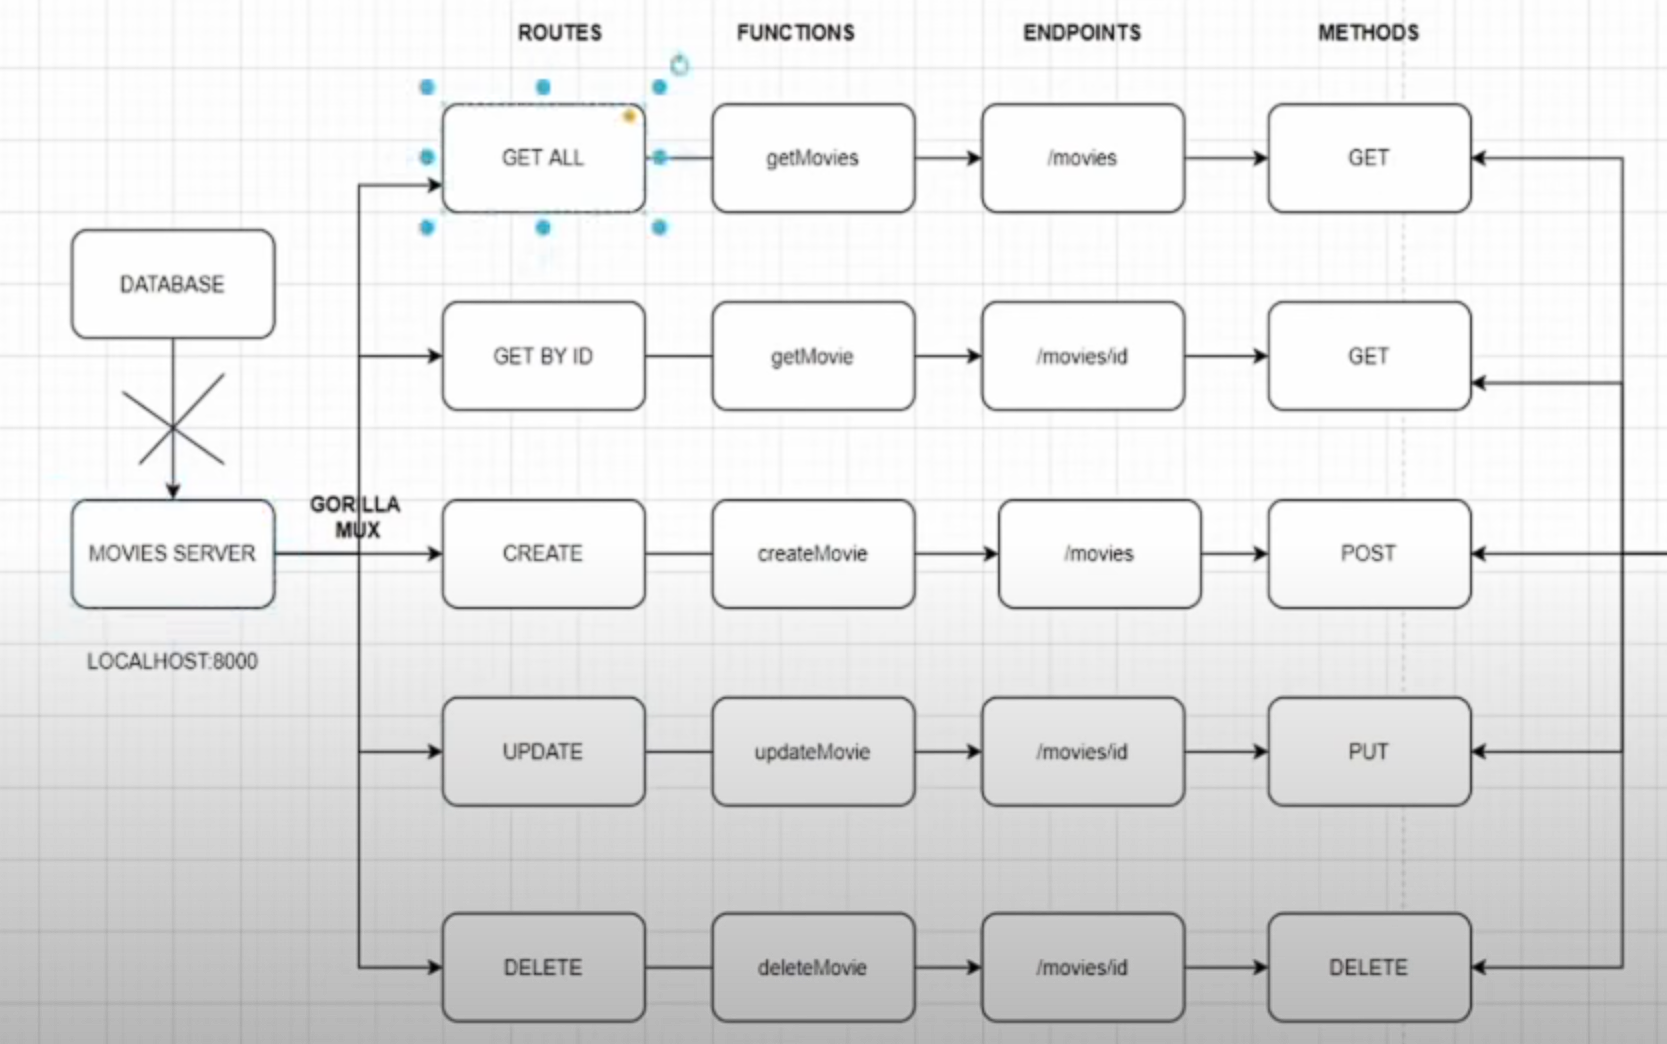 ROUTES
FUNCTIONS
ENDPOINTS
METHODS
GET ALL
getMovies
/movies
GET
DATABASE
GET BY ID
getMovie
/movies/id
GET
GORILLA
MUX
MOVIES SERVER
CREATE
createMovie
/movies
POST
LOCALHOST:8000
UPDATE
updateMovie
/movies/id
PUT
DELETE
deleteMovie
/movies/id
DELETE